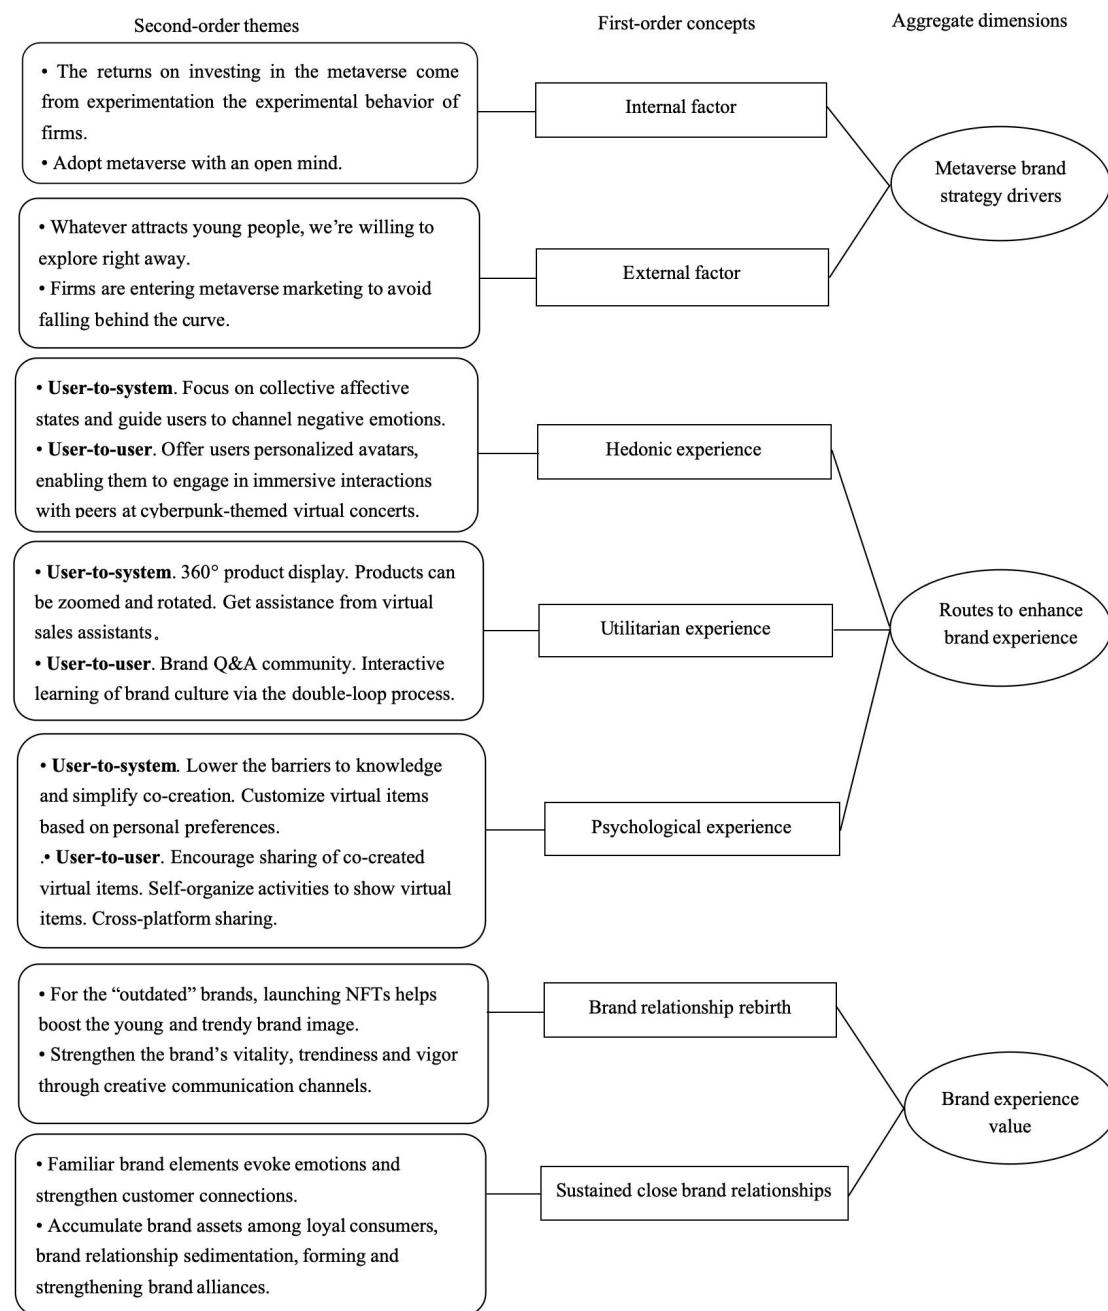 Second-order themes
First-order concepts
Aggregate dimensions
• The returns on investing in the metaverse come
from experimentation the experimental behavior of
firms.
• Adopt metaverse with an open mind.
Internal factor
Metaverse brand
strategy drivers
• Whatever attracts young people, we’re willing to
explore right away.
• Firms are entering metaverse marketing to avoid
falling behind the curve.
External factor
• User-to-system. Focus on collective affective
states and guide users to channel negative emotions.
• User-to-user. Offer users personalized avatars,
enabling them to engage in immersive interactions
with peers at cyberpunk-themed virtual concerts.
Hedonic experience
• User-to-system. 360° product display. Products can
be zoomed and rotated. Get assistance from virtual
sales assistants。
• User-to-user. Brand Q&A community. Interactive
learning of brand culture via the double-loop process.
Utilitarian experience
Routes to enhance
brand experience
• User-to-system. Lower the barriers to knowledge
and simplify co-creation. Customize virtual items
based on personal preferences.
.• User-to-user. Encourage sharing of co-created
virtual items. Self-organize activities to show virtual
items. Cross-platform sharing.
Psychological experience
• For the “outdated” brands, launching NFTs helps
boost the young and trendy brand image.
• Strengthen the brand’s vitality, trendiness and vigor
through creative communication channels.
Brand relationship rebirth
Brand experience
value
• Familiar brand elements evoke emotions and
strengthen customer connections.
• Accumulate brand assets among loyal consumers,
brand relationship sedimentation, forming and
strengthening brand alliances.
Sustained close brand relationships